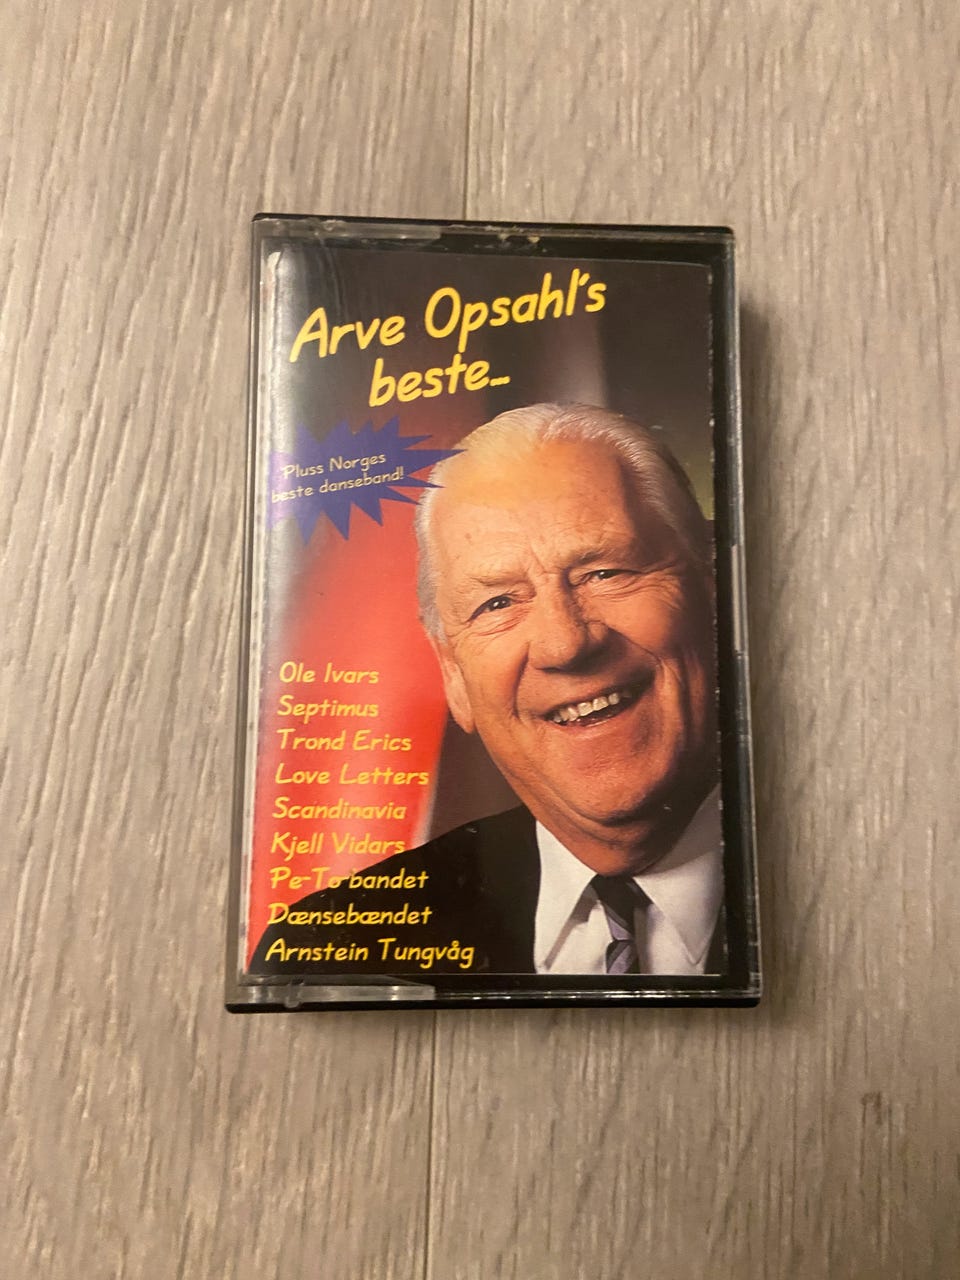 Arve Opsahl's
beste...
Pluss Norges
beste danseband!
Ole Ivars
Septimus
Trond Erics
Love Letters
Scandinavia
Kjell Vidars
Pe-To-bandet
Dænsebændet
Arnstein Tungvåg